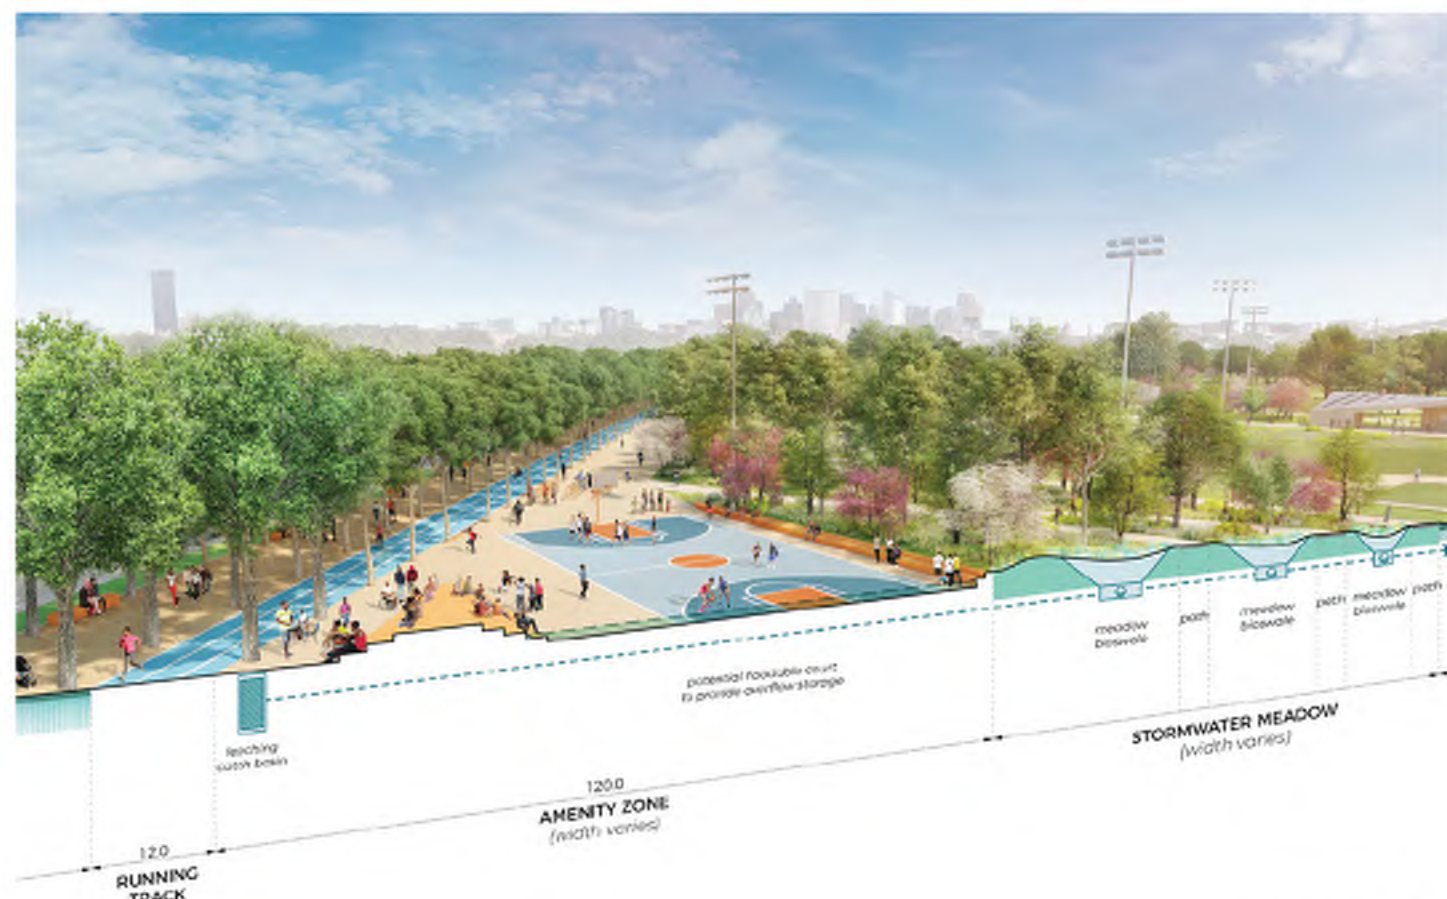 leaching
catch basin
potential floodable court
to provide overflow storage
meadow
bioswale
path
meadow
bioswale
path
meadow
bioswale
path
12.0
RUNNING
TRACK
120.0
AMENITY ZONE
(width varies)
STORMWATER MEADOW
(width varies)